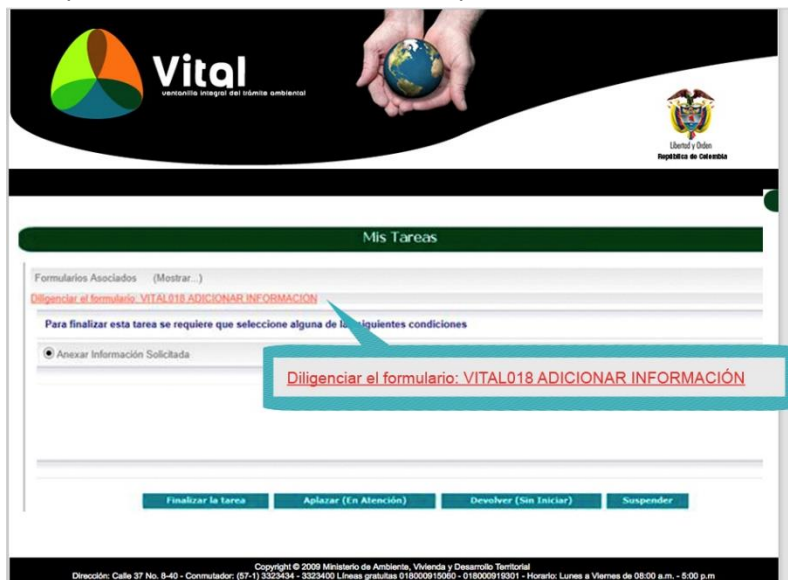 Vital
ventanilla integral del trámite ambiental
Libertad y Orden
República de Colombia
Mis Tareas
Formularios Asociados (Mostrar...)
Diligenciar el formulario: VITAL018 ADICIONAR INFORMACIÓN
Para finalizar esta tarea se requiere que seleccione alguna de las siguientes condiciones
Anexar Información Solicitada
Diligenciar el formulario: VITAL018 ADICIONAR INFORMACIÓN
Finalizar la tarea Aplazar (En Atención) Devolver (Sin Iniciar) Suspender
Copyright © 2009 Ministerio de Ambiente, Vivienda y Desarrollo Territorial
Dirección: Calle 37 No. 8-40 - Conmutador: (57-1) 3323434 - 3323400 Líneas gratuitas 018000915060 - 018000919301 - Horario: Lunes a Viernes de 08:00 a.m. - 5:00 p.m